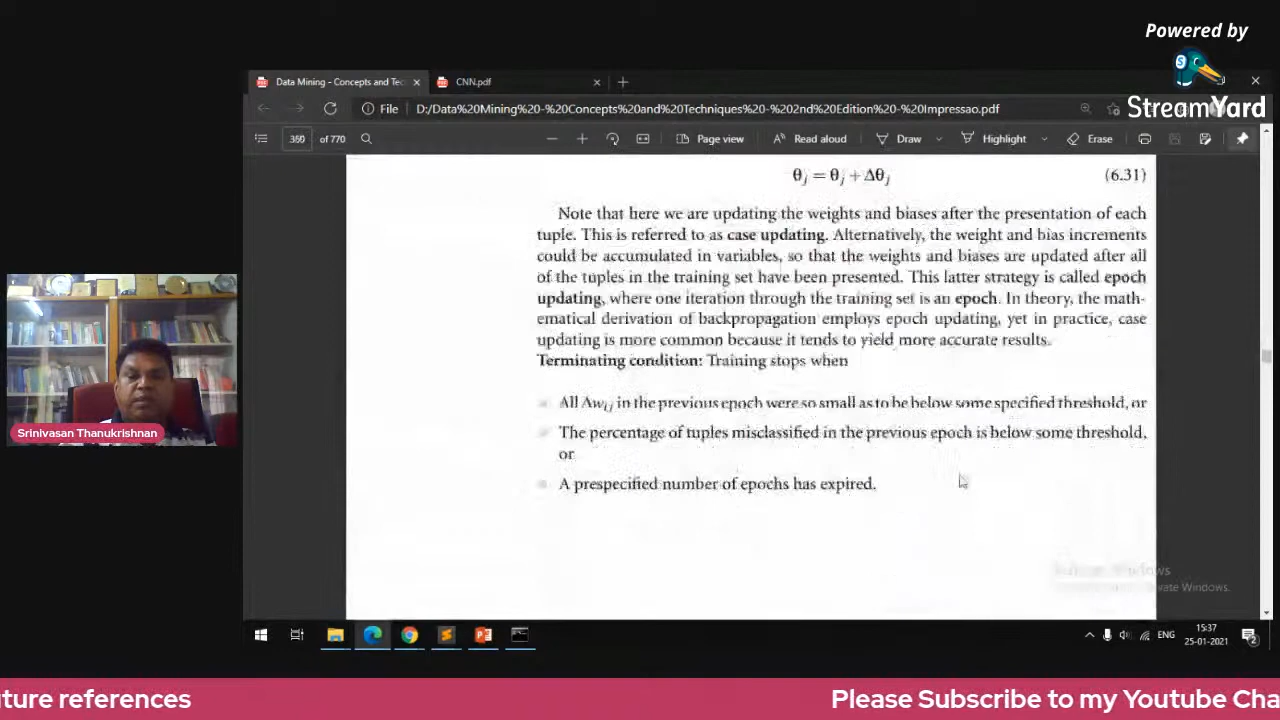 Powered by
StreamYard
Data Mining - Concepts and Tec
CNN.pdf
File
D:/Data%20Mining%20-%20Concepts%20and%20Techniques%20-%202nd%20Edition%20-%20Impressao.pdf
350 of 770
Page view
Read aloud
Draw
Highlight
Erase
θj = θj + Δθj (6.31)
Note that here we are updating the weights and biases after the presentation of each
tuple. This is referred to as case updating. Alternatively, the weight and bias increments
could be accumulated in variables, so that the weights and biases are updated after all
of the tuples in the training set have been presented. This latter strategy is called epoch
updating, where one iteration through the training set is an epoch. In theory, the math-
ematical derivation of backpropagation employs epoch updating, yet in practice, case
updating is more common because it tends to yield more accurate results.
Terminating condition: Training stops when
All Δwij in the previous epoch were so small as to be below some specified threshold, or
The percentage of tuples misclassified in the previous epoch is below some threshold,
or
A prespecified number of epochs has expired.
Srinivasan Thanukrishnan
Windows
Windows.
ENG
15:37
25-01-2021
2
ture references
Please Subscribe to my Youtube Cha